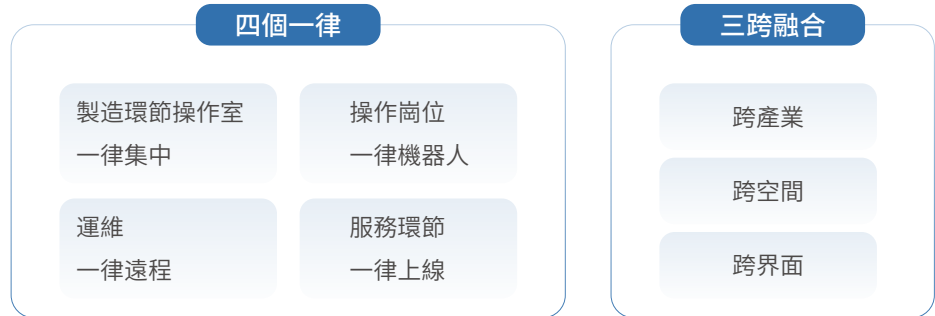 四個一律
製造環節操作室
一律集中
操作崗位
一律機器人
運維
一律遠程
服務環節
一律上線
三跨融合
跨產業
跨空間
跨界面